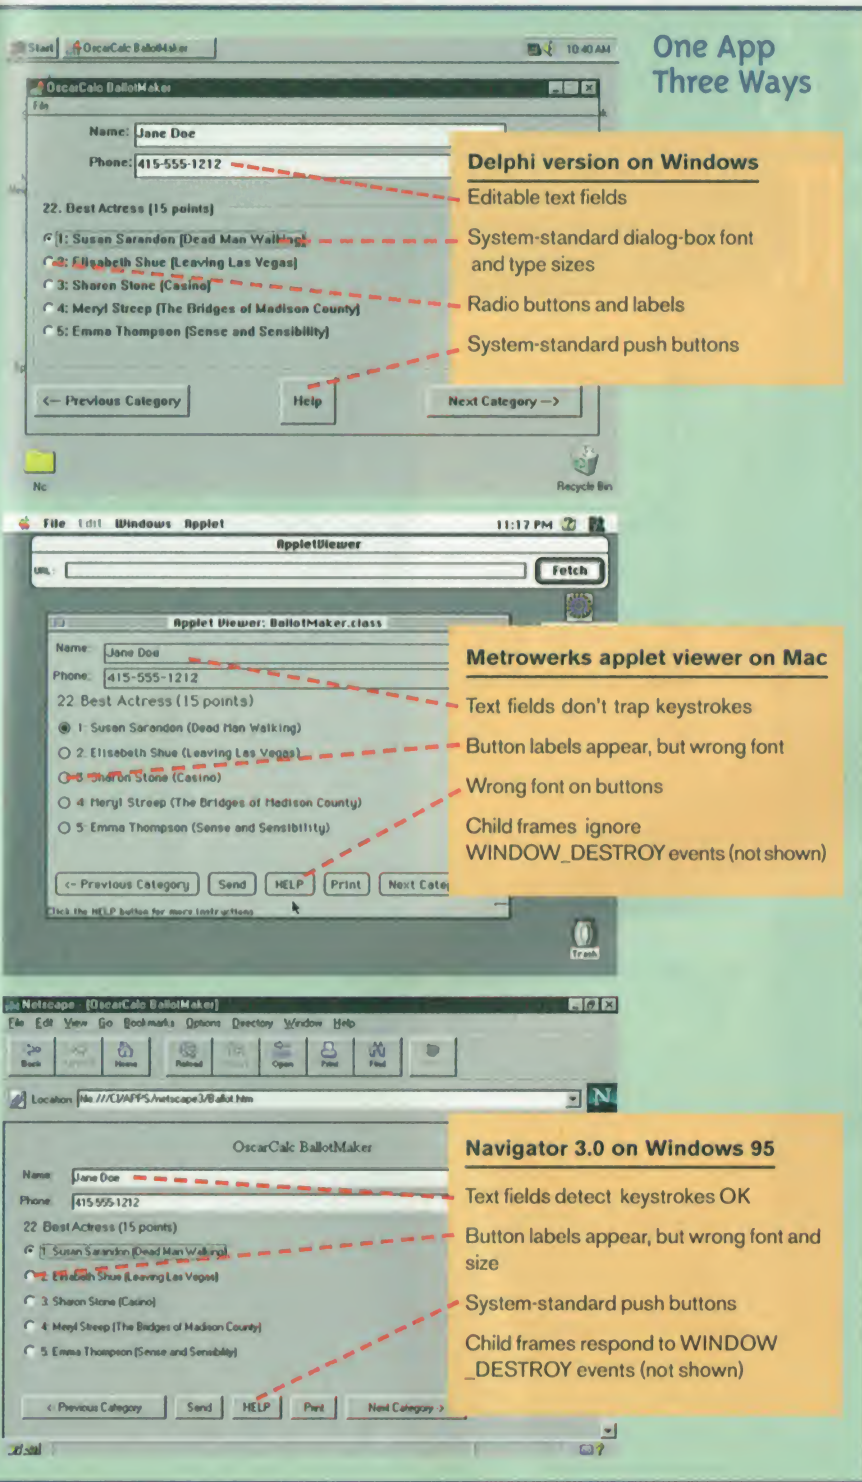 One App
Three Ways
Start OscarCalc BallotMaker 10:40 AM
OscarCalc BallotMaker
File
Name: Jane Doe
Phone: 415-555-1212
22. Best Actress (15 points)
1: Susan Sarandon (Dead Man Walking)
2: Elisabeth Shue (Leaving Las Vegas)
3: Sharon Stone (Casino)
4: Meryl Streep (The Bridges of Madison County)
5: Emma Thompson (Sense and Sensibility)
<-- Previous Category Help Next Category -->
Recycle Bin
Delphi version on Windows
Editable text fields
System-standard dialog-box font
and type sizes
Radio buttons and labels
System-standard push buttons
File Edit Windows Applet 11:17 PM
AppletViewer
URL: Fetch
Applet Viewer: BallotMaker.class
Name: Jane Doe
Phone: 415-555-1212
22. Best Actress (15 points)
1: Susan Sarandon (Dead Man Walking)
2: Elisabeth Shue (Leaving Las Vegas)
3: Sharon Stone (Casino)
4: Meryl Streep (The Bridges of Madison County)
5: Emma Thompson (Sense and Sensibility)
<- Previous Category Send HELP Print Next Categ
Click the HELP button for more instructions
Trash
Metrowerks applet viewer on Mac
Text fields don't trap keystrokes
Button labels appear, but wrong font
Wrong font on buttons
Child frames ignore
WINDOW_DESTROY events (not shown)
Netscape - [OscarCalc BallotMaker]
File Edit View Go Bookmarks Options Directory Window Help
Back Home Reload Open Print Find
Location: file:///C|/APPS/netscape3/Ballot.htm N
OscarCalc BallotMaker
Name: Jane Doe
Phone: 415-555-1212
22. Best Actress (15 points)
1: Susan Sarandon (Dead Man Walking)
2: Elisabeth Shue (Leaving Las Vegas)
3: Sharon Stone (Casino)
4: Meryl Streep (The Bridges of Madison County)
5: Emma Thompson (Sense and Sensibility)
<- Previous Category Send HELP Print Next Category ->
Navigator 3.0 on Windows 95
Text fields detect keystrokes OK
Button labels appear, but wrong font and
size
System-standard push buttons
Child frames respond to WINDOW
_DESTROY events (not shown)